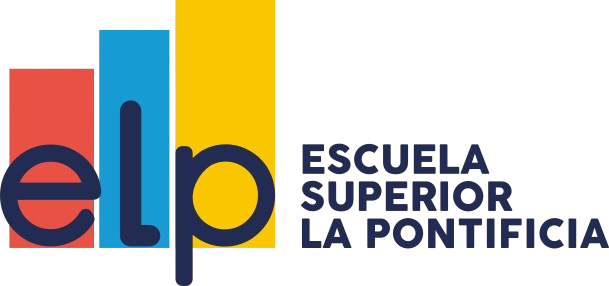 elp
ESCUELA
SUPERIOR
LA PONTIFICIA